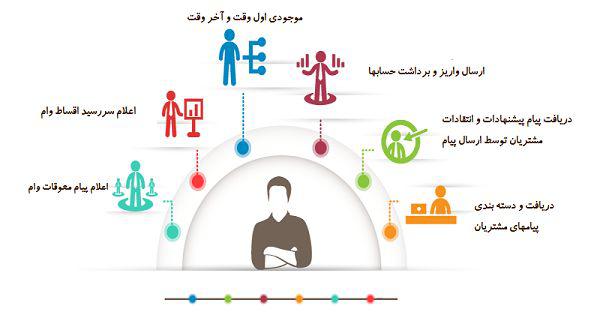 موجودی اول وقت و آخر وقت
ارسال واریز و برداشت حسابها
اعلام سررسید اقساط وام
دریافت پیام پیشنهادات و انتقادات
مشتریان توسط ارسال پیام
اعلام پیام معوقات وام
دریافت و دسته بندی
پیامهای مشتریان